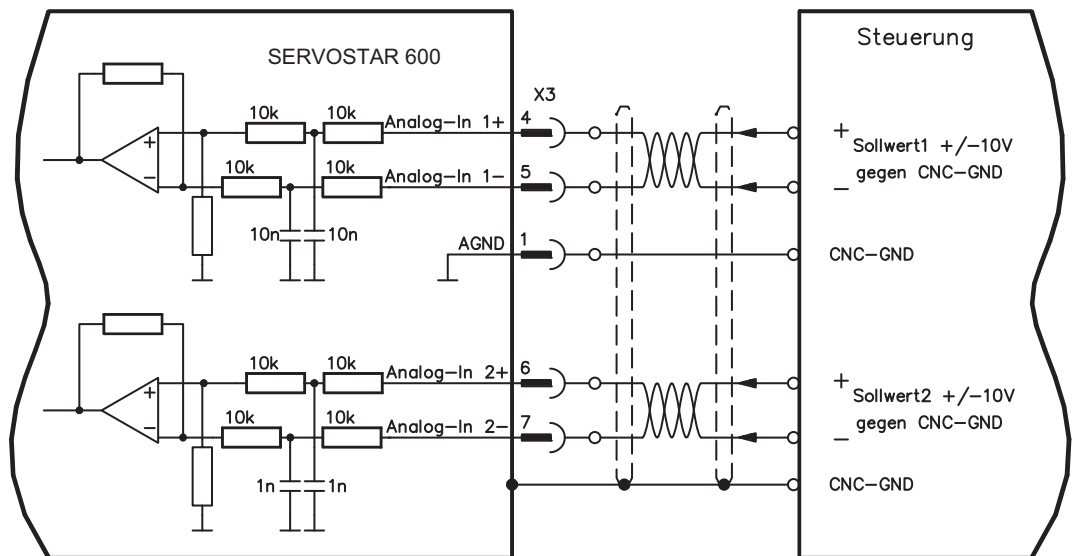 SERVOSTAR 600
Steuerung
X3
10k
10k
Analog-In 1+
4
+
+
Sollwert1 +/-10V
gegen CNC-GND
−
−
10k
10k
Analog-In 1-
5
10n
10n
AGND
1
CNC-GND
10k
10k
Analog-In 2+
6
+
+
Sollwert2 +/-10V
gegen CNC-GND
−
−
10k
10k
Analog-In 2-
7
1n
1n
CNC-GND